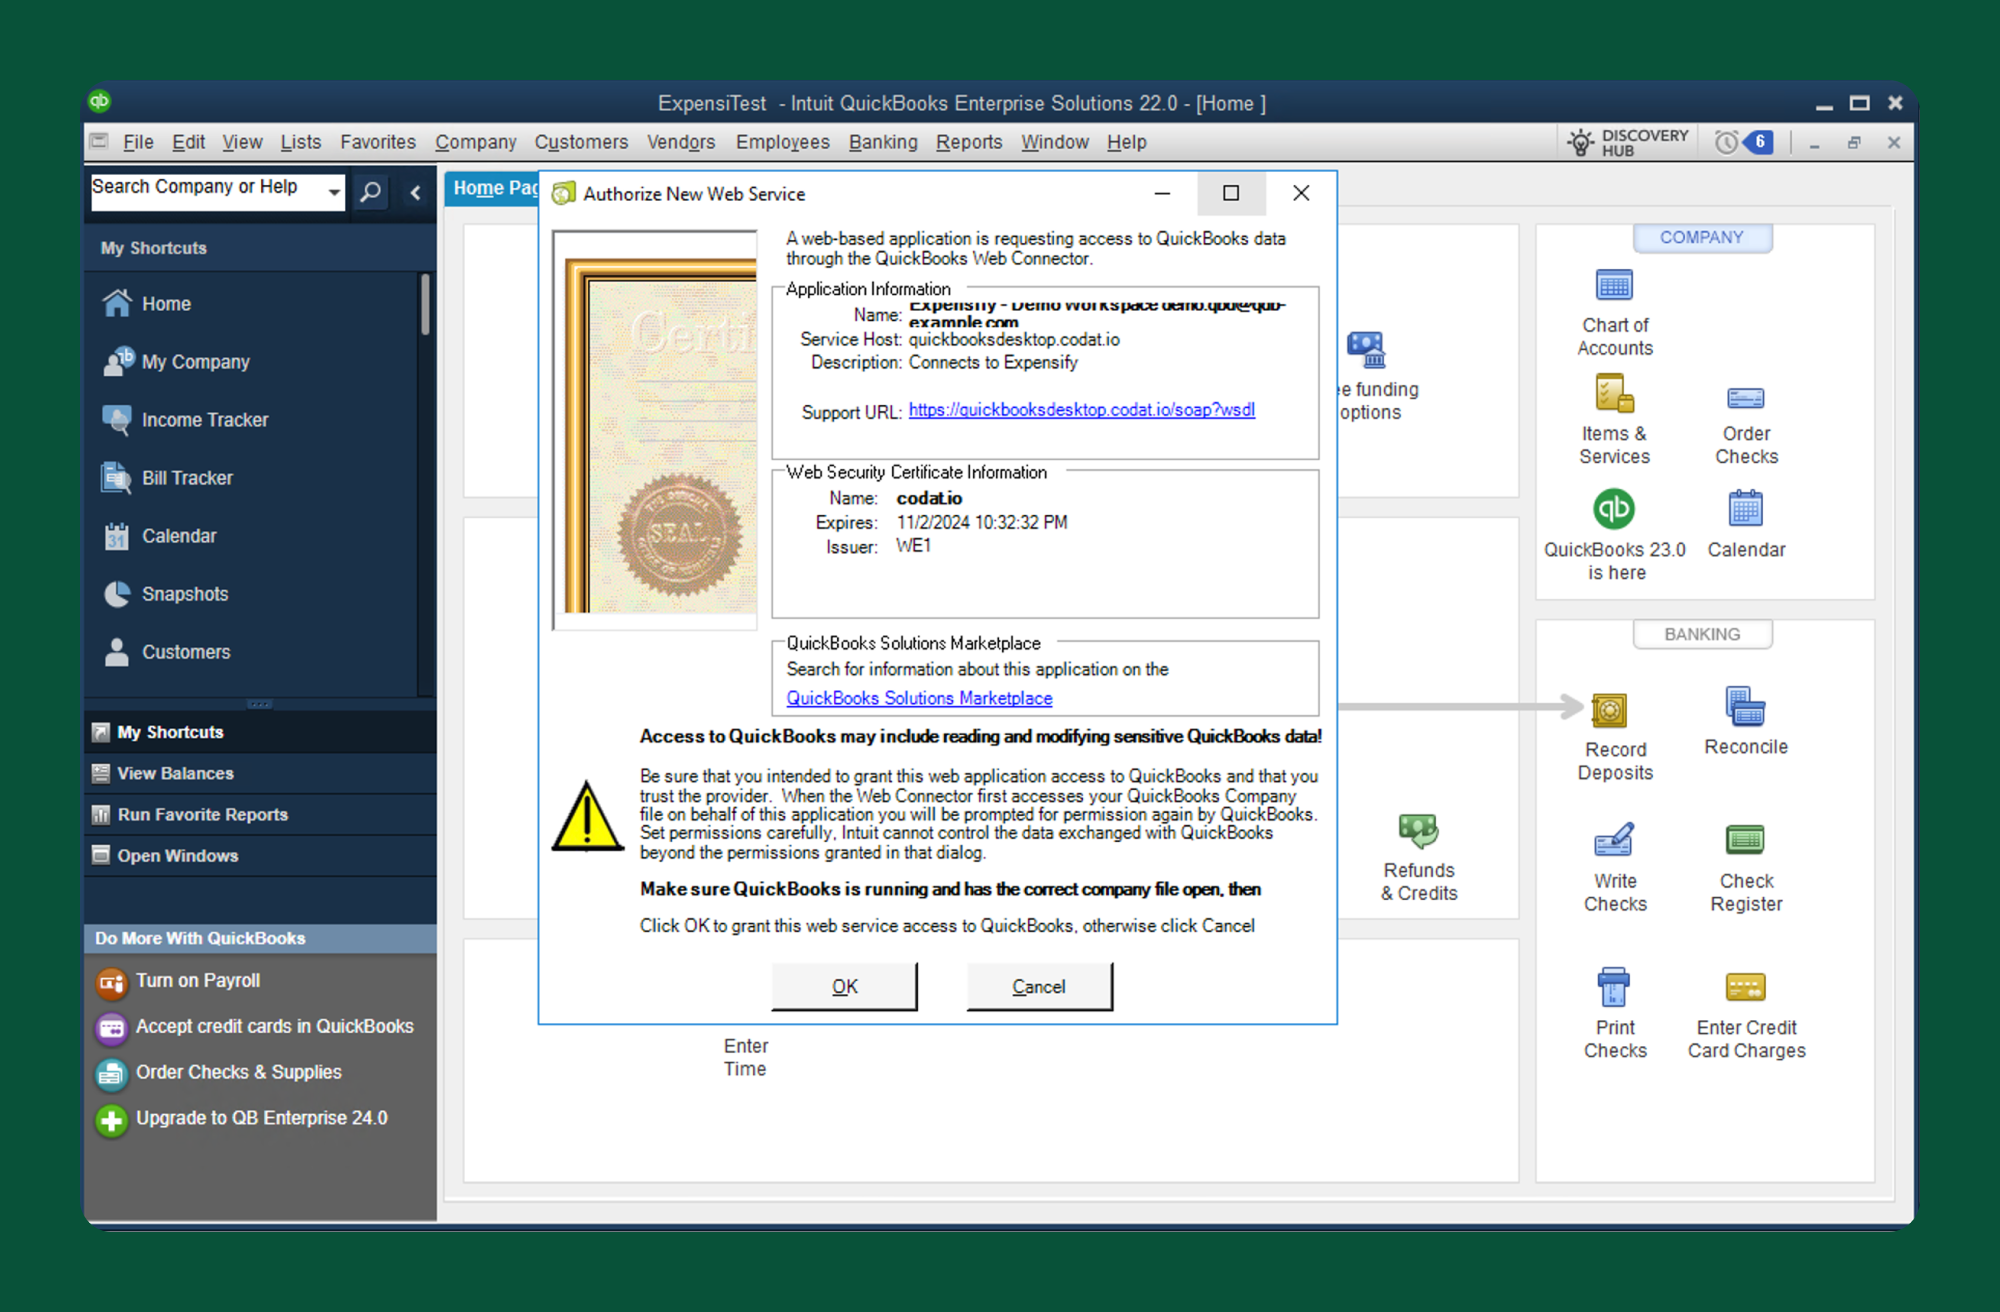 qb
ExpensiTest - Intuit QuickBooks Enterprise Solutions 22.0 - [Home ]
File Edit View Lists Favorites Company Customers Vendors Employees Banking Reports Window Help
DISCOVERY
HUB
6
Search Company or Help
My Shortcuts
Home
My Company
Income Tracker
31
Calendar
Bill Tracker
Snapshots
Customers
My Shortcuts
View Balances
Run Favorite Reports
Open Windows
Do More With QuickBooks
Turn on Payroll
Accept credit cards in QuickBooks
Order Checks & Supplies
Upgrade to QB Enterprise 24.0
Home Pag
Authorize New Web Service
Certi
SEAL
A web-based application is requesting access to QuickBooks data
through the QuickBooks Web Connector.
Application Information
Name: Expensify - Demo Workspace demo.qbd@qbd-
example.com
Service Host: quickbooksdesktop.codat.io
Description: Connects to Expensify
Support URL: https://quickbooksdesktop.codat.io/soap?wsdl
Web Security Certificate Information
Name: codat.io
Expires: 11/2/2024 10:32:32 PM
Issuer: WE1
QuickBooks Solutions Marketplace
Search for information about this application on the
QuickBooks Solutions Marketplace
Access to QuickBooks may include reading and modifying sensitive QuickBooks data!
Be sure that you intended to grant this web application access to QuickBooks and that you
trust the provider. When the Web Connector first accesses your QuickBooks Company
file on behalf of this application you will be prompted for permission again by QuickBooks.
Set permissions carefully, Intuit cannot control the data exchanged with QuickBooks
beyond the permissions granted in that dialog.
Make sure QuickBooks is running and has the correct company file open, then
Click OK to grant this web service access to QuickBooks, otherwise click Cancel
OK
Cancel
Enter
Time
e funding
options
Refunds
& Credits
COMPANY
Chart of
Accounts
Items &
Services
Order
Checks
qb
QuickBooks 23.0
is here
Calendar
BANKING
Record
Deposits
Reconcile
Write
Checks
Check
Register
Print
Checks
Enter Credit
Card Charges